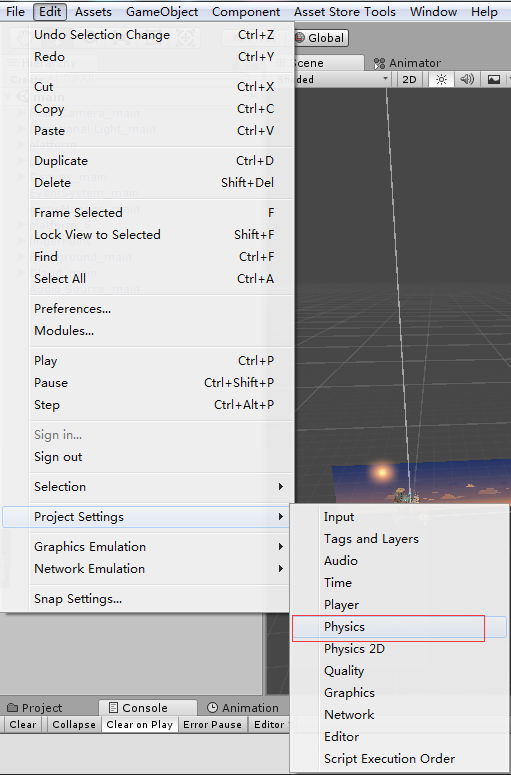 File Edit Assets GameObject Component Asset Store Tools Window Help
Undo Selection Change Ctrl+Z
Redo Ctrl+Y
Cut Ctrl+X
Copy Ctrl+C
Paste Ctrl+V
Duplicate Ctrl+D
Delete Shift+Del
Frame Selected F
Lock View to Selected Shift+F
Find Ctrl+F
Select All Ctrl+A
Preferences...
Modules...
Play Ctrl+P
Pause Ctrl+Shift+P
Step Ctrl+Alt+P
Sign in...
Sign out
Selection
Project Settings
Graphics Emulation
Network Emulation
Snap Settings...
Global
Scene Animator
Shaded 2D
Input
Tags and Layers
Audio
Time
Player
Physics
Physics 2D
Quality
Graphics
Network
Editor
Script Execution Order
Project Console Animation
Clear Collapse Clear on Play Error Pause Editor